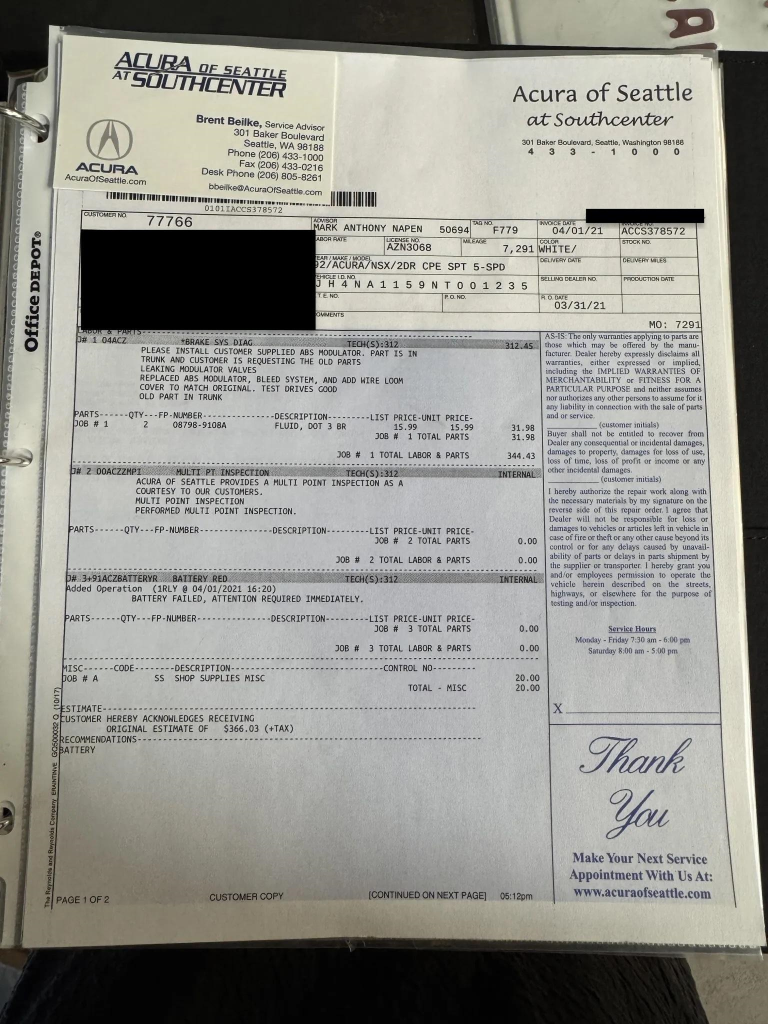 ACURA OF SEATTLE
AT SOUTHCENTER
Brent Beilke, Service Advisor
301 Baker Boulevard
Seattle, WA 98188
Phone (206) 433-1000
Fax (206) 433-0216
Desk Phone (206) 805-8261
bbeilke@AcuraOfSeattle.com
ACURA
AcuraOfSeattle.com
Acura of Seattle
at Southcenter
301 Baker Boulevard, Seattle, Washington 98188
4 3 3 - 1 0 0 0
Office DEPOT®
0101IACCS378572
CUSTOMER NO. 77766
ADVISOR MARK ANTHONY NAPEN 50694
TAG NO. F779
INVOICE DATE 04/01/21
INVOICE NO. ACCS378572
LABOR RATE
LICENSE NO. AZN3068
MILEAGE 7,291
COLOR WHITE/
STOCK NO.
YEAR / MAKE / MODEL 92/ACURA/NSX/2DR CPE SPT 5-SPD
DELIVERY DATE
DELIVERY MILES
VEHICLE I.D. NO. J H 4 N A 1 1 5 9 N T 0 0 1 2 3 5
SELLING DEALER NO.
PRODUCTION DATE
F.T.E. NO.
P.O. NO.
R.O. DATE 03/31/21
COMMENTS
MO: 7291
LABOR & PARTS
J# 1 04ACZ *BRAKE SYS DIAG TECH(S):312 312.45
PLEASE INSTALL CUSTOMER SUPPLIED ABS MODULATOR. PART IS IN
TRUNK AND CUSTOMER IS REQUESTING THE OLD PARTS
LEAKING MODULATOR VALVES
REPLACED ABS MODULATOR, BLEED SYSTEM, AND ADD WIRE LOOM
COVER TO MATCH ORIGINAL. TEST DRIVES GOOD
OLD PART IN TRUNK
PARTS------QTY---FP-NUMBER---------------DESCRIPTION----------LIST PRICE-UNIT PRICE-
JOB # 1 2 08798-9108A FLUID, DOT 3 BR 15.99 15.99 31.98
JOB # 1 TOTAL PARTS 31.98
JOB # 1 TOTAL LABOR & PARTS 344.43
J# 2 00ACZZMPI MULTI PT INSPECTION TECH(S):312 INTERNAL
ACURA OF SEATTLE PROVIDES A MULTI POINT INSPECTION AS A
COURTESY TO OUR CUSTOMERS.
MULTI POINT INSPECTION
PERFORMED MULTI POINT INSPECTION.
PARTS------QTY---FP-NUMBER---------------DESCRIPTION----------LIST PRICE-UNIT PRICE-
JOB # 2 TOTAL PARTS 0.00
JOB # 2 TOTAL LABOR & PARTS 0.00
J# 3+91ACZBATTERYR BATTERY RED TECH(S):312 INTERNAL
Added Operation (1RLY @ 04/01/2021 16:20)
BATTERY FAILED, ATTENTION REQUIRED IMMEDIATELY.
PARTS------QTY---FP-NUMBER---------------DESCRIPTION----------LIST PRICE-UNIT PRICE-
JOB # 3 TOTAL PARTS 0.00
JOB # 3 TOTAL LABOR & PARTS 0.00
MISC------CODE-------DESCRIPTION------------------------------CONTROL NO--------
JOB # A SS SHOP SUPPLIES MISC 20.00
TOTAL - MISC 20.00
ESTIMATE
CUSTOMER HEREBY ACKNOWLEDGES RECEIVING
ORIGINAL ESTIMATE OF $366.03 (+TAX)
RECOMMENDATIONS
BATTERY
AS-IS: The only warranties applying to parts are
those which may be offered by the manu-
facturer. Dealer hereby expressly disclaims all
warranties, either expressed or implied,
including the IMPLIED WARRANTIES OF
MERCHANTABILITY or FITNESS FOR A
PARTICULAR PURPOSE and neither assumes
nor authorizes any other persons to assume for it
any liability in connection with the sale of parts
and or service.
(customer initials)
Buyer shall not be entitled to recover from
Dealer any consequential or incidental damages,
damages to property, damages for loss of use,
loss of time, loss of profit or income or any
other incidental damages.
(customer initials)
I hereby authorize the repair work along with
the necessary materials by my signature on the
reverse side of this repair order. I agree that
Dealer will not be responsible for loss or
damages to vehicles or articles left in vehicle in
case of fire or theft or any other cause beyond its
control or for any delays caused by unavail-
ability of parts or delays in parts shipment by
the supplier or transporter. I hereby grant you
and/or employees permission to operate the
vehicle herein described on the streets,
highways, or elsewhere for the purpose of
testing and/or inspection.
Service Hours
Monday - Friday 7:30 am - 6:00 pm
Saturday 8:00 am - 5:00 pm
X
Thank
You
Make Your Next Service
Appointment With Us At:
www.acuraofseattle.com
The Reynolds and Reynolds Company
PAGE 1 OF 2
CUSTOMER COPY
[CONTINUED ON NEXT PAGE]
05:12pm